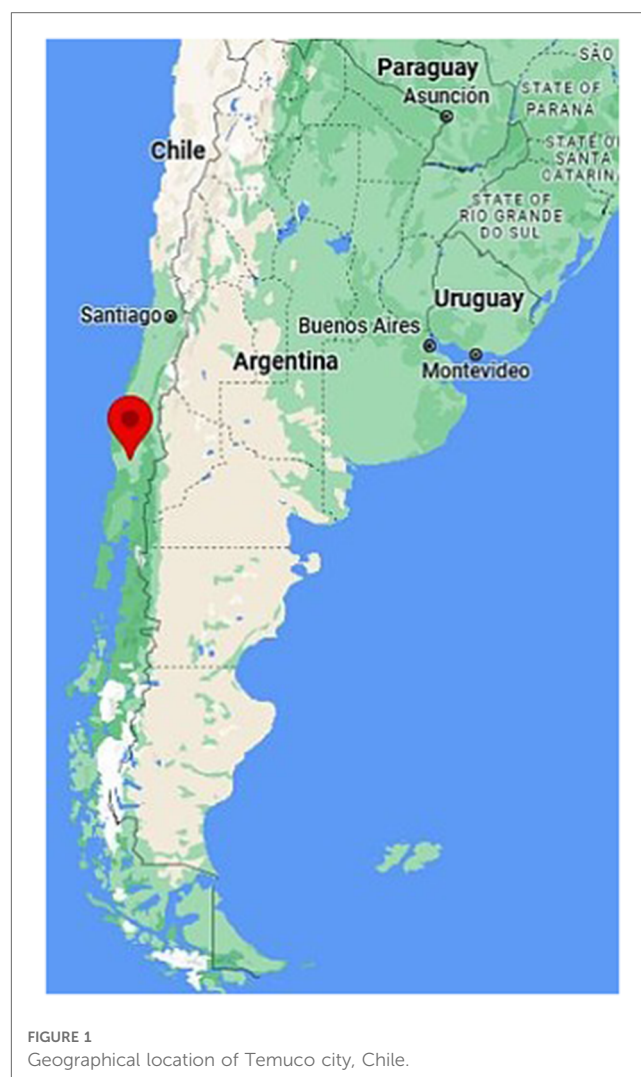 SÃO
Paraguay
Asunción
STATE OF
PARANÁ
Chile
STATE O
SANTA
CATARIN
STATE OF
RIO GRANDE
DO SUL
Uruguay
Santiago
Buenos Aires
Argentina
Montevideo
FIGURE 1
Geographical location of Temuco city, Chile.